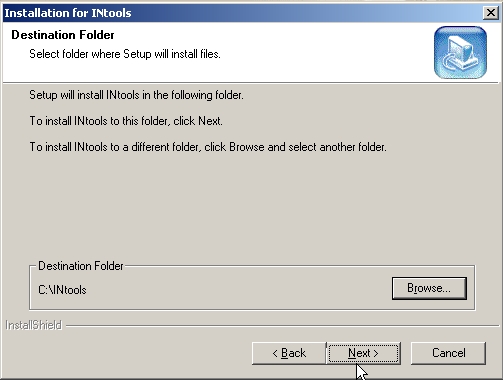 Installation for INtools
Destination Folder
Select folder where Setup will install files.
Setup will install INtools in the following folder.
To install INtools to this folder, click Next.
To install INtools to a different folder, click Browse and select another folder.
Destination Folder
C:\INtools
Browse...
InstallShield
< Back
Next >
Cancel